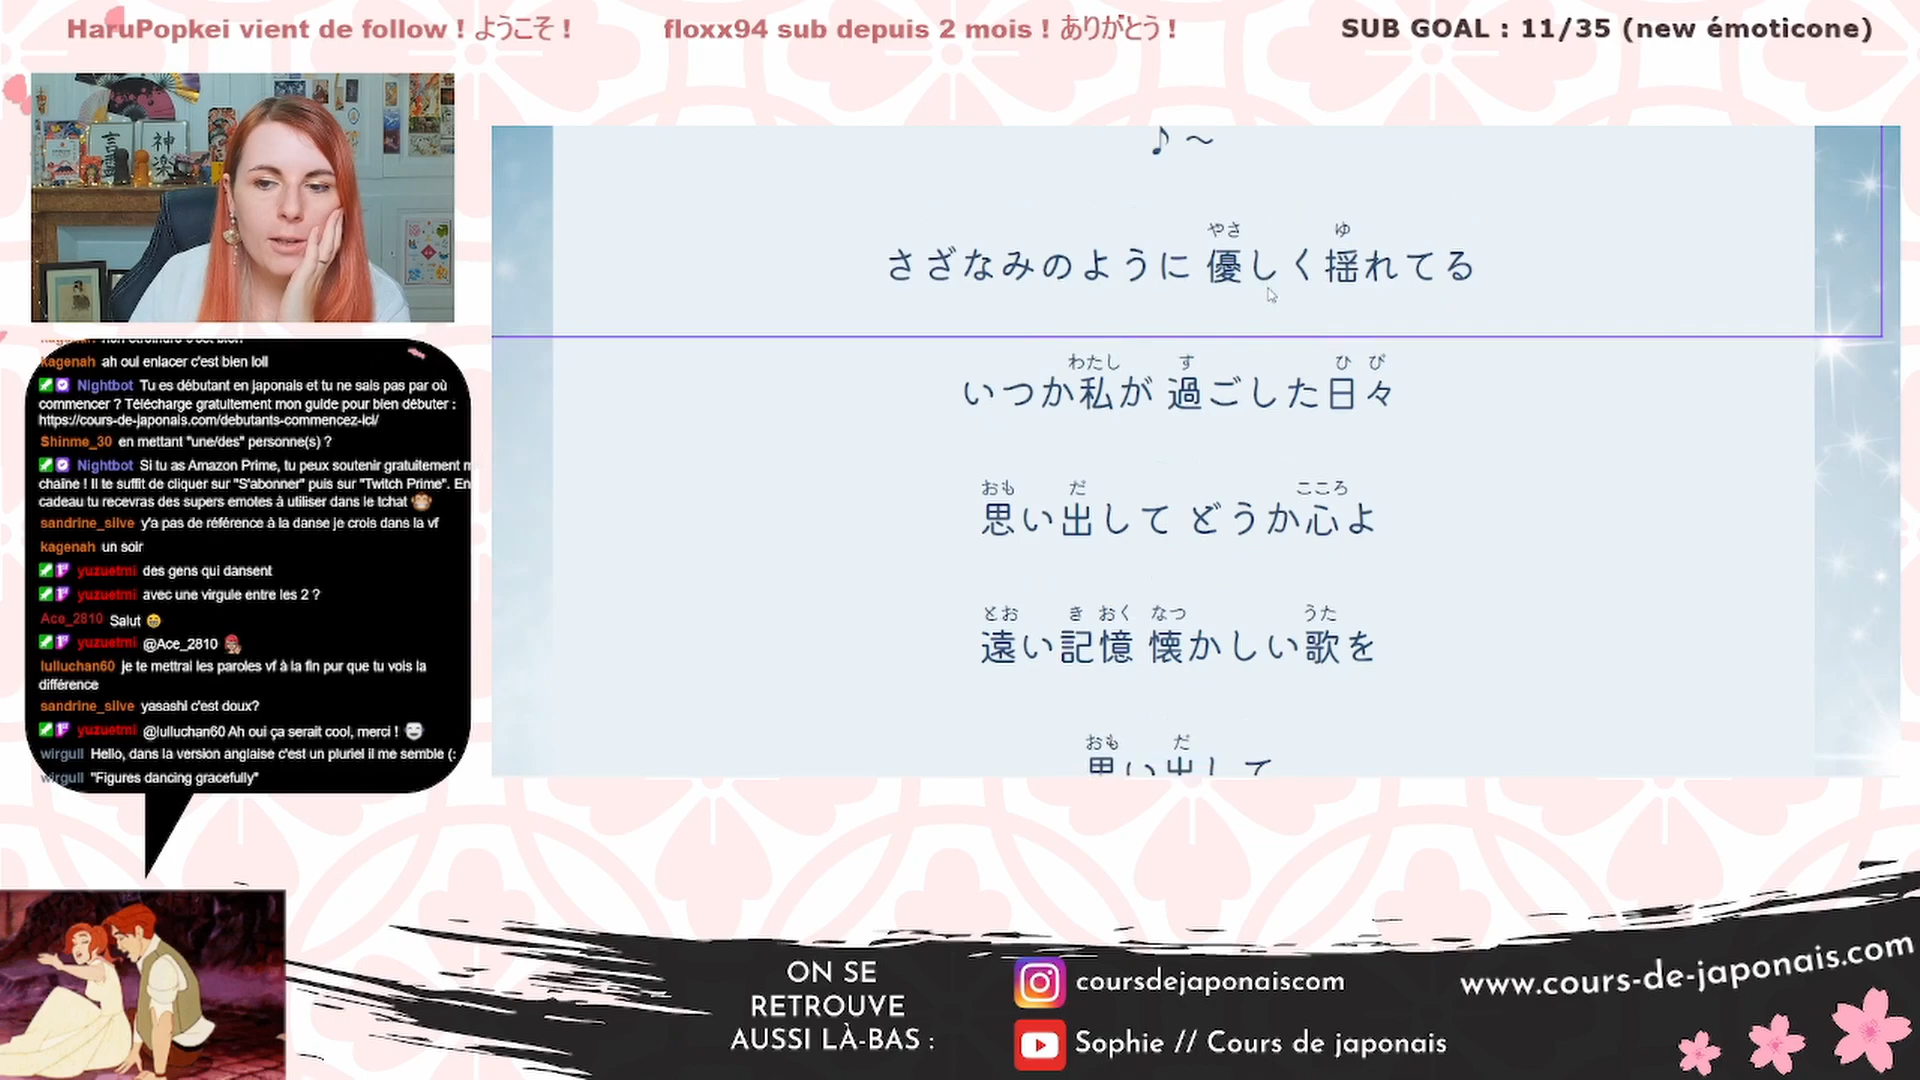 HaruPopkei vient de follow ! ようこそ !
floxx94 sub depuis 2 mois ! ありがとう !
SUB GOAL : 11/35 (new émoticone)
言霊
神楽
♪ ～
やさ ゆ
さざなみのように 優しく揺れてる
わたし す ひ び
いつか私が 過ごした日々
おも だ こころ
思い出して どうか心よ
とお き おく なつ うた
遠い記憶 懐かしい歌を
おも だ
思い出して
kagenah ah oui enlacer c'est bien loll
Nightbot Tu es débutant en japonais et tu ne sais pas par où
commencer ? Télécharge gratuitement mon guide pour bien débuter :
https://cours-de-japonais.com/debutants-commencez-ici/
Shinme_30 en mettant "une/des" personne(s) ?
Nightbot Si tu as Amazon Prime, tu peux soutenir gratuitement m
chaîne ! Il te suffit de cliquer sur "S'abonner" puis sur "Twitch Prime". En
cadeau tu recevras des supers emotes à utiliser dans le tchat
sandrine_silve y'a pas de référence à la danse je crois dans la vf
kagenah un soir
yuzuetmi des gens qui dansent
yuzuetmi avec une virgule entre les 2 ?
Ace_2810 Salut
yuzuetmi @Ace_2810
lulluchan60 je te mettrai les paroles vf à la fin pur que tu vois la
différence
sandrine_silve yasashi c'est doux?
yuzuetmi @lulluchan60 Ah oui ça serait cool, merci !
wirgull Hello, dans la version anglaise c'est un pluriel il me semble (:
wirgull "Figures dancing gracefully"
ON SE
RETROUVE
AUSSI LÀ-BAS :
coursdejaponaiscom
Sophie // Cours de japonais
www.cours-de-japonais.com